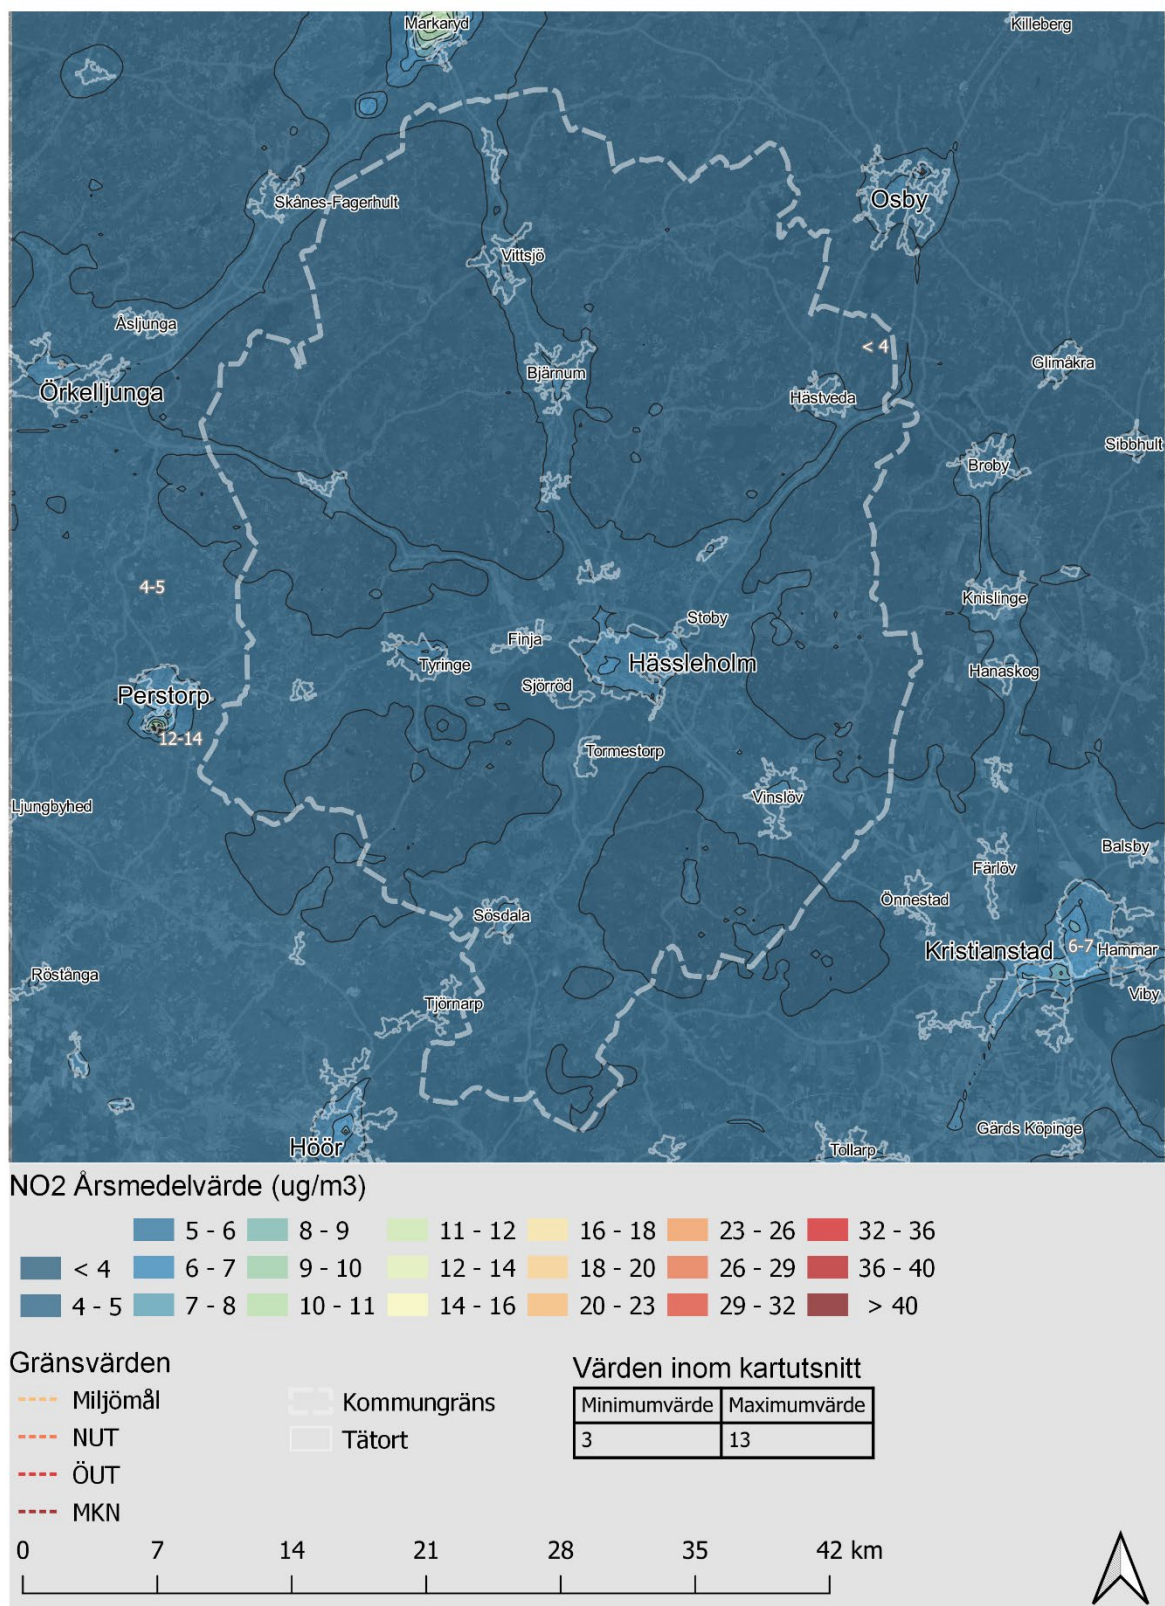 Markaryd
Killeberg
Skånes-Fagerhult
Osby
Vittsjö
Åsljunga
< 4
Glimåkra
Örkelljunga
Bjärnum
Hästveda
Sibbhult
Broby
4-5
Knislinge
Stoby
Finja
Tyringe
Hässleholm
Hanaskog
Perstorp
Sjörröd
12-14
Tormestorp
Vinslöv
Ljungbyhed
Balsby
Färlöv
Önnestad
Sösdala
Kristianstad
6-7
Hammar
Röstånga
Viby
Tjörnarp
Gärds Köpinge
Höör
Tollarp
NO2 Årsmedelvärde (ug/m3)
5 - 6 8 - 9 11 - 12 16 - 18 23 - 26 32 - 36
< 4 6 - 7 9 - 10 12 - 14 18 - 20 26 - 29 36 - 40
4 - 5 7 - 8 10 - 11 14 - 16 20 - 23 29 - 32 > 40
Gränsvärden
Miljömål
NUT
ÖUT
MKN
Kommungräns
Tätort
Värden inom kartutsnitt
Minimumvärde Maximumvärde
3 13
0 7 14 21 28 35 42 km